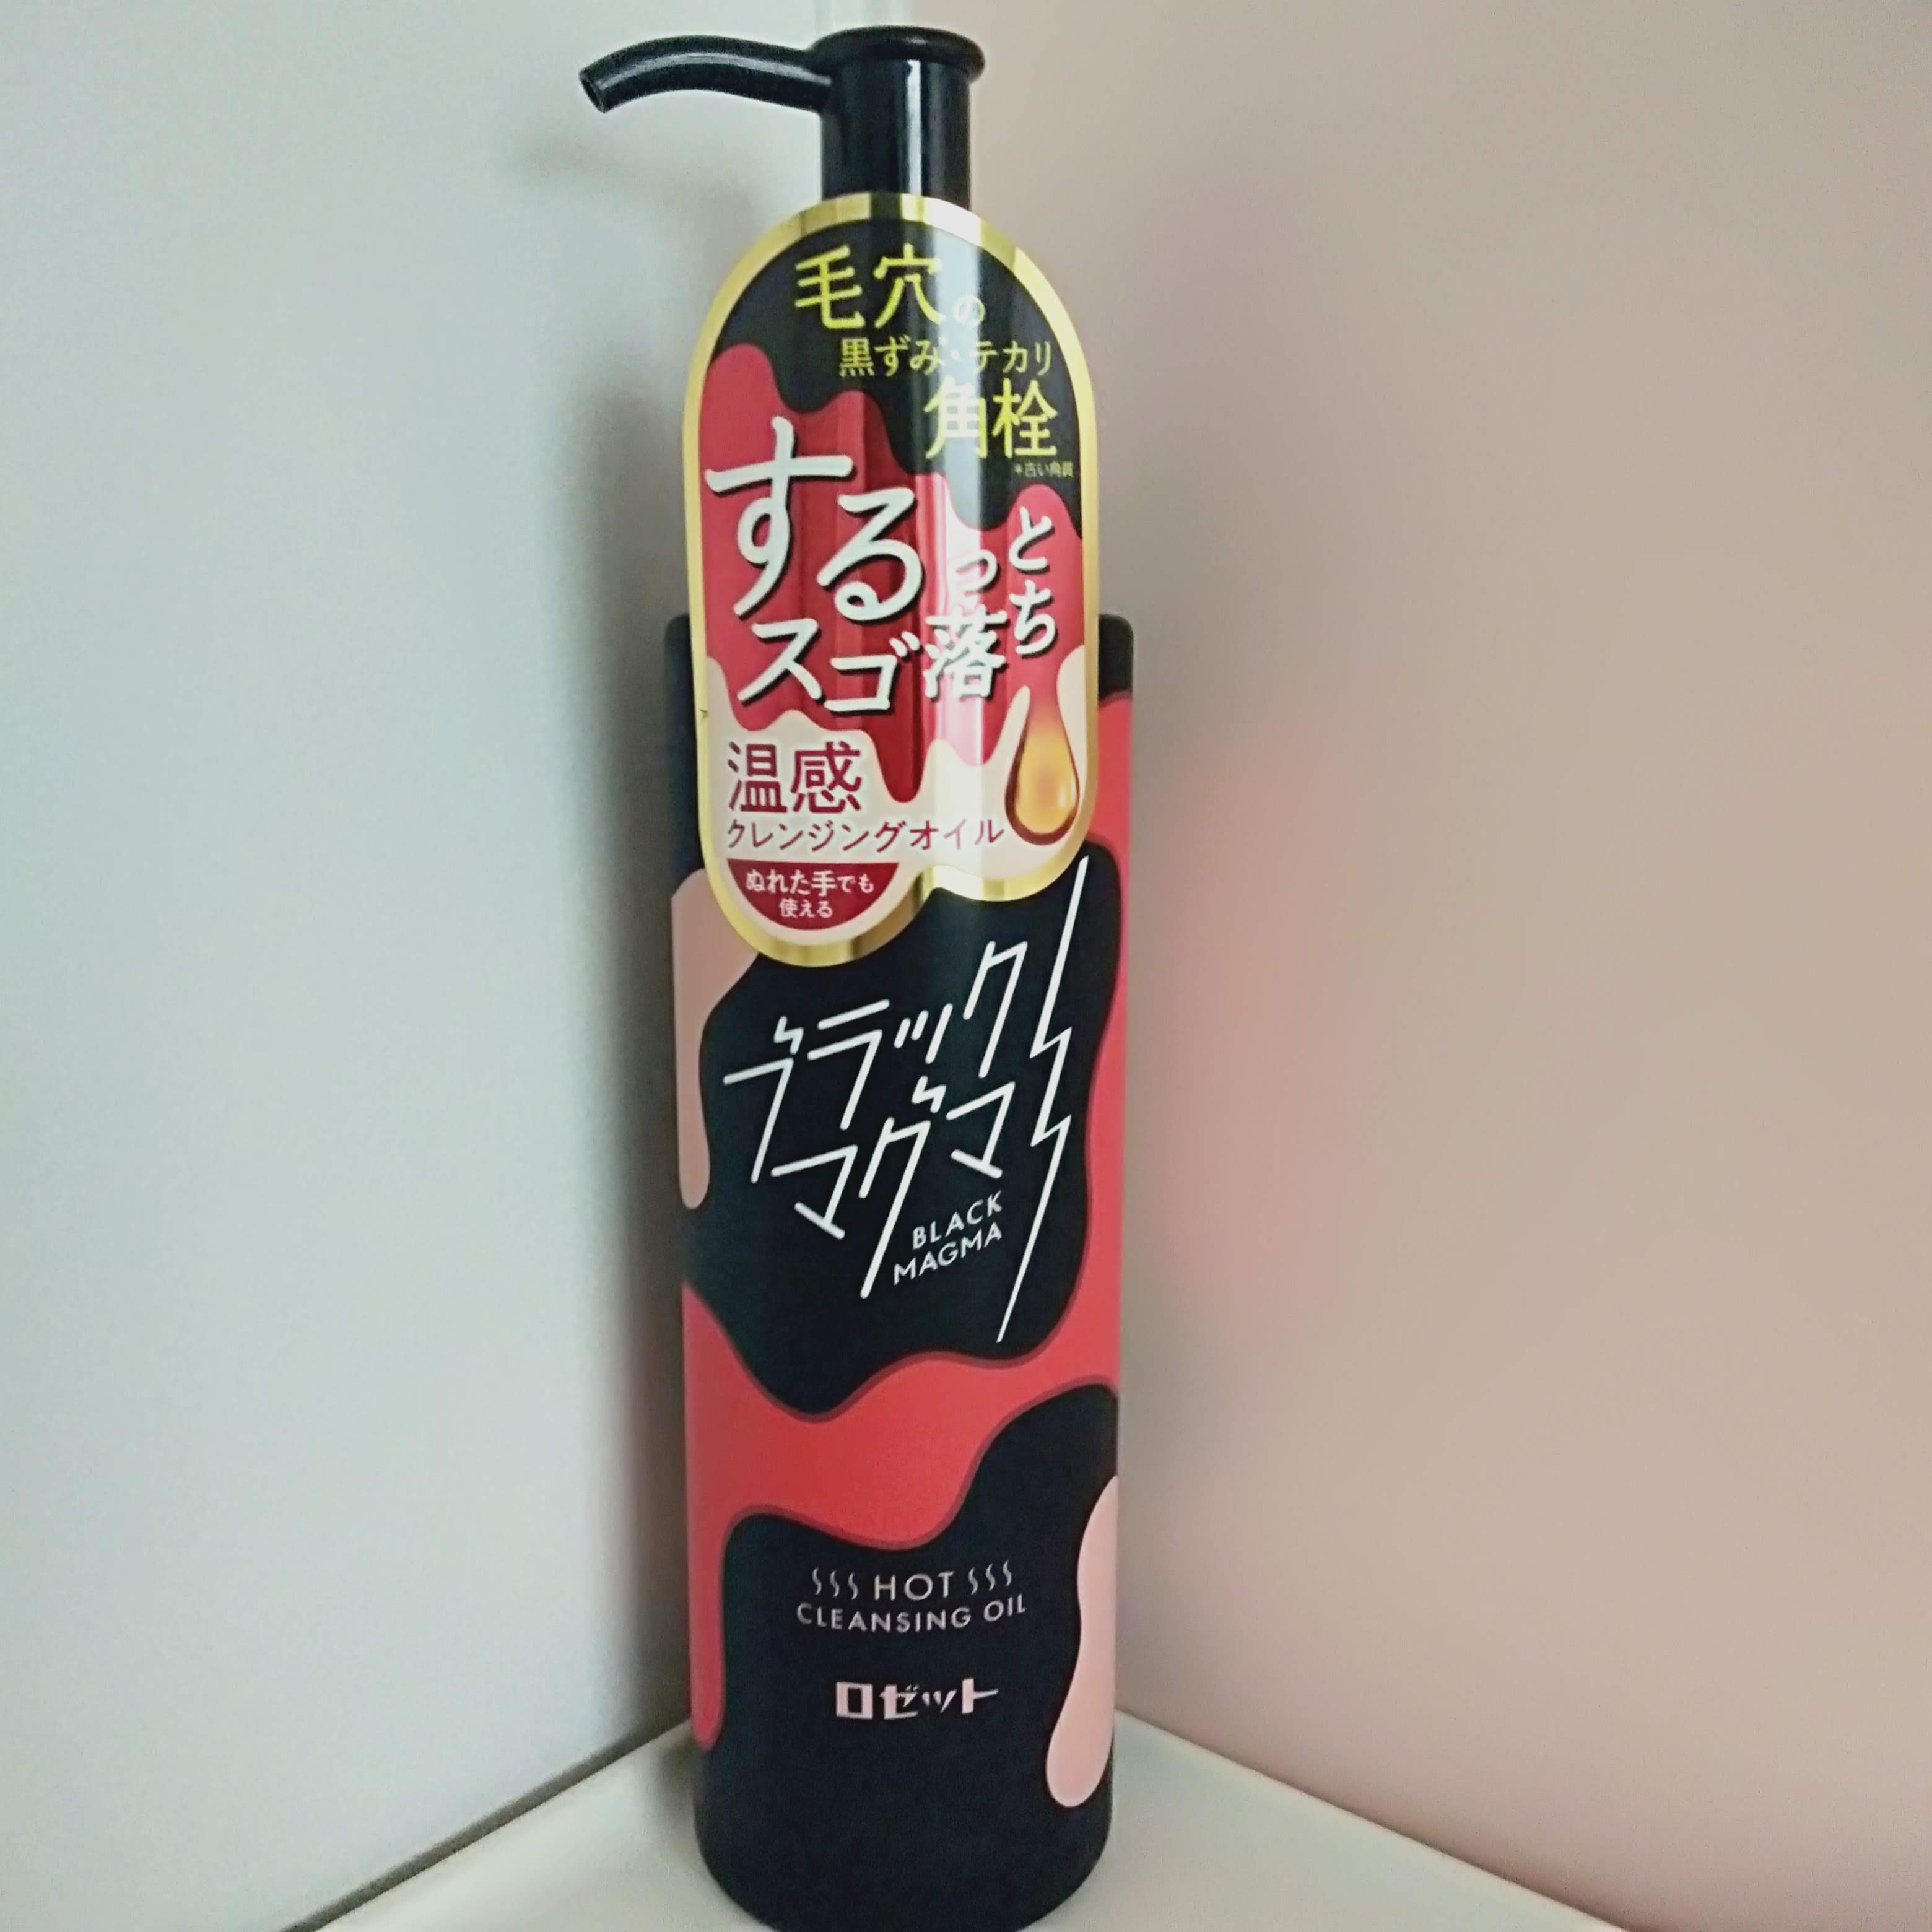 毛穴の
黒ずみ・テカリ
角栓
*古い角質
するっと
スゴ落ち
温感
クレンジングオイル
ぬれた手でも
使える
ブラック
マグマ
BLACK
MAGMA
HOT
CLEANSING OIL
ロゼット